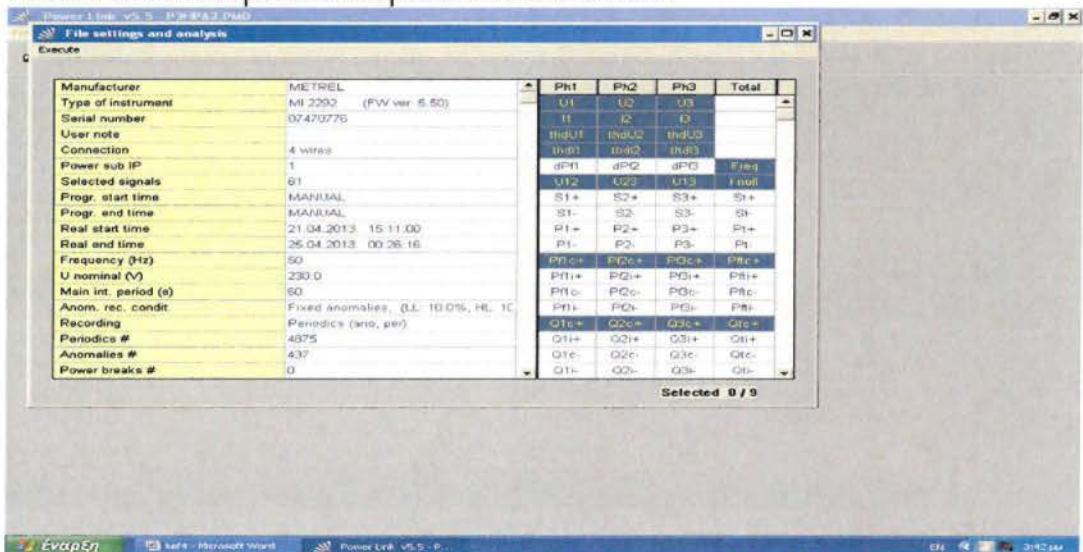 Power Link v5.5 - P3HPA2.PMD
File settings and analysis
Execute
Manufacturer METREL Ph1 Ph2 Ph3 Total
Type of instrument MI 2292 (FW ver. 5.50) U1 U2 U3
Serial number 07470776 I1 I2 I3
User note thdU1 thdU2 thdU3
Connection 4 wires thdI1 thdI2 thdI3
Power sub IP 1 dPf1 dPf2 dPf3 Freq
Selected signals 61 U12 U23 U13 I null
Progr. start time MANUAL S1+ S2+ S3+ St+
Progr. end time MANUAL S1- S2- S3- St-
Real start time 21.04.2013. 15:11:00 P1+ P2+ P3+ Pt+
Real end time 25.04.2013. 00:26:16 P1- P2- P3- Pt-
Frequency (Hz) 50 Pf1c+ Pf2c+ Pf3c+ Pftc+
U nominal (V) 230.0 Pf1i+ Pf2i+ Pf3i+ Pfti+
Main int. period (s) 60 Pf1c- Pf2c- Pf3c- Pftc-
Anom. rec. condit. Fixed anomalies, (LL: 10.0%, HL: 10 Pf1i- Pf2i- Pf3i- Pfti-
Recording Periodics (ano, per) Q1c+ Q2c+ Q3c+ Qtc+
Periodics # 4875 Q1i+ Q2i+ Q3i+ Qti+
Anomalies # 437 Q1c- Q2c- Q3c- Qtc-
Power breaks # 0 Q1i- Q2i- Q3i- Qti-
Selected 0 / 9
Έναρξη kef4 - Microsoft Word Power Link v5.5 - P... EN 3:42 μμ